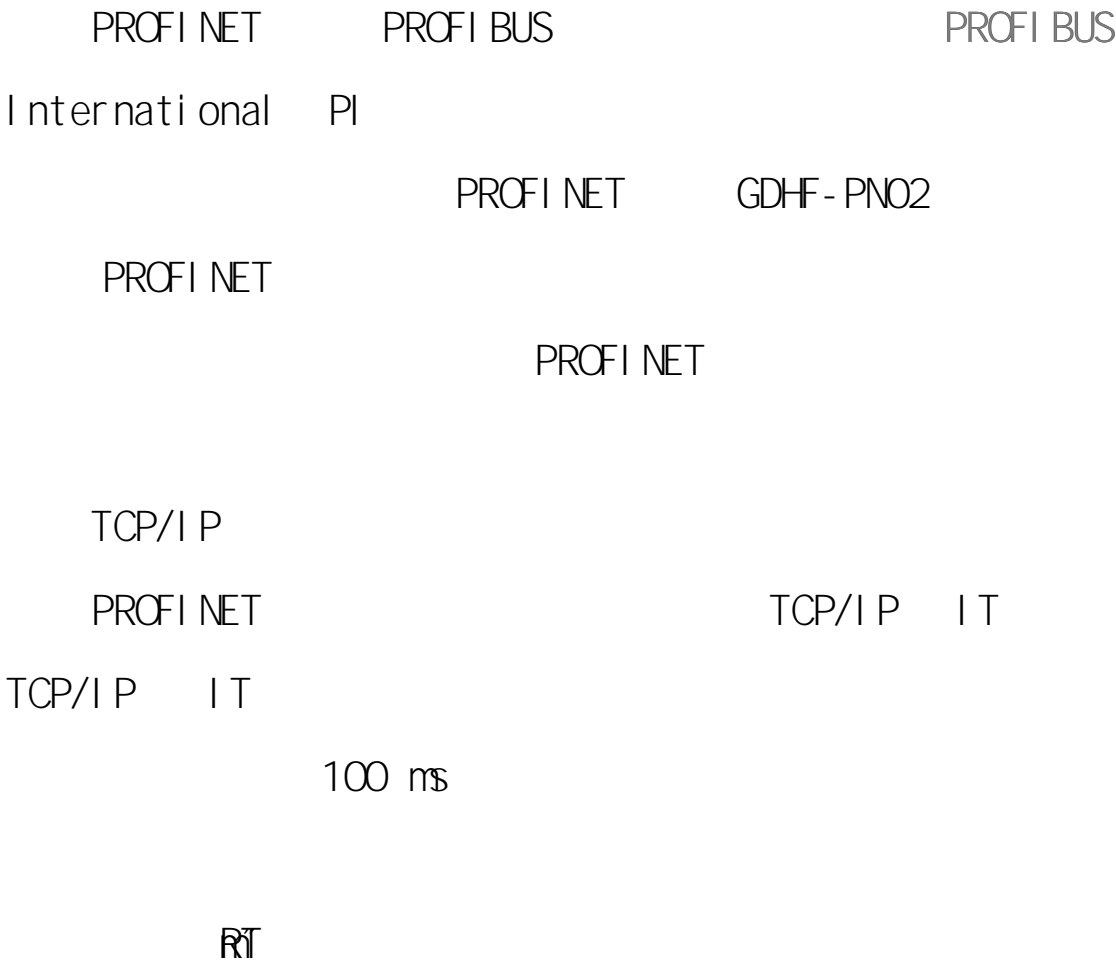 PROFINET PROFIBUS PROFIBUS
International PI
PROFINET GDHF-PN02
PROFINET
PROFINET
TCP/IP
PROFINET TCP/IP IT
TCP/IP IT
100 ms